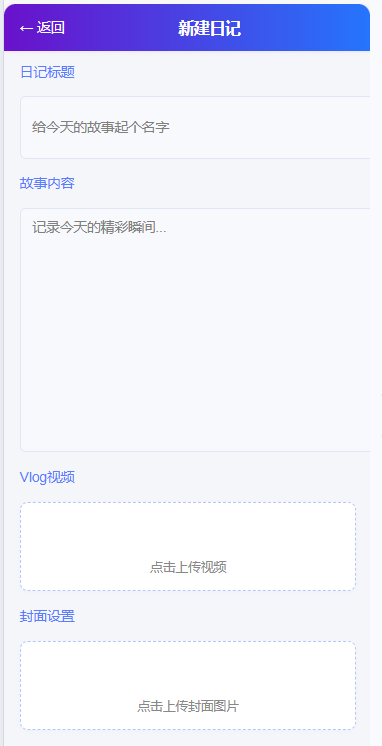 ←返回 新建日记
日记标题
给今天的故事起个名字
故事内容
记录今天的精彩瞬间...
Vlog视频
点击上传视频
封面设置
点击上传封面图片